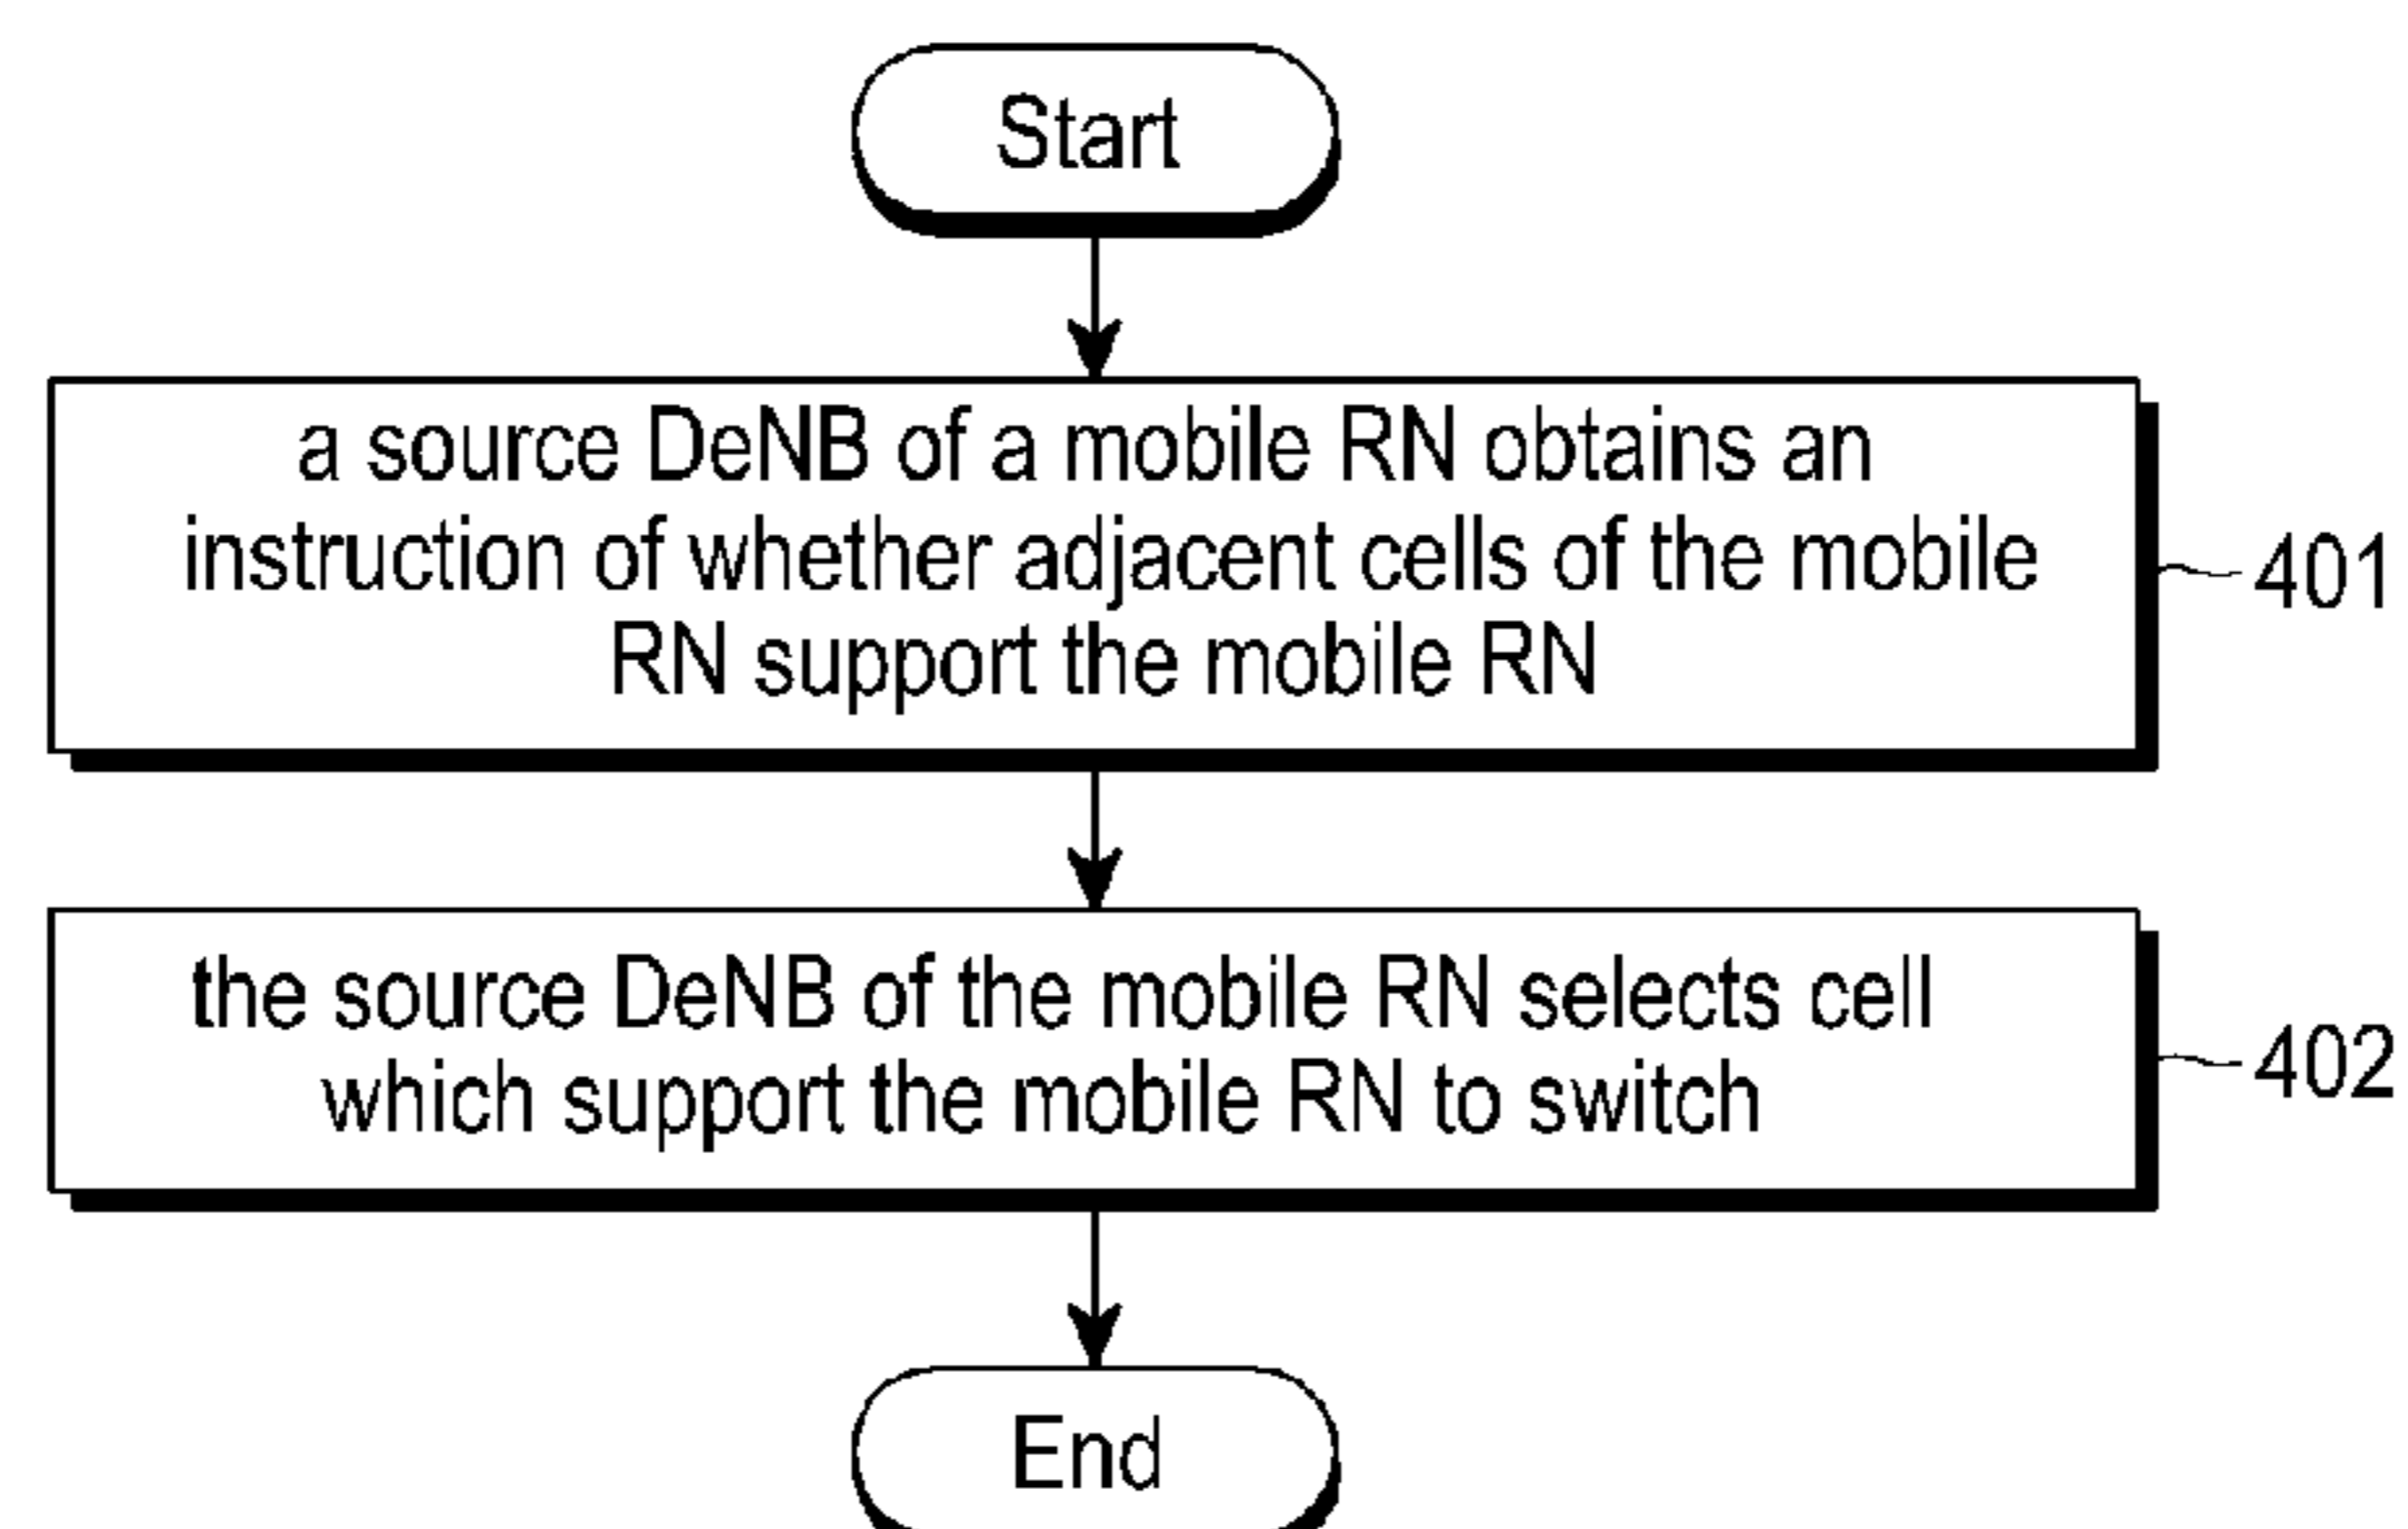 Start
a source DeNB of a mobile RN obtains an
instruction of whether adjacent cells of the mobile
RN support the mobile RN
401
the source DeNB of the mobile RN selects cell
which support the mobile RN to switch
402
End